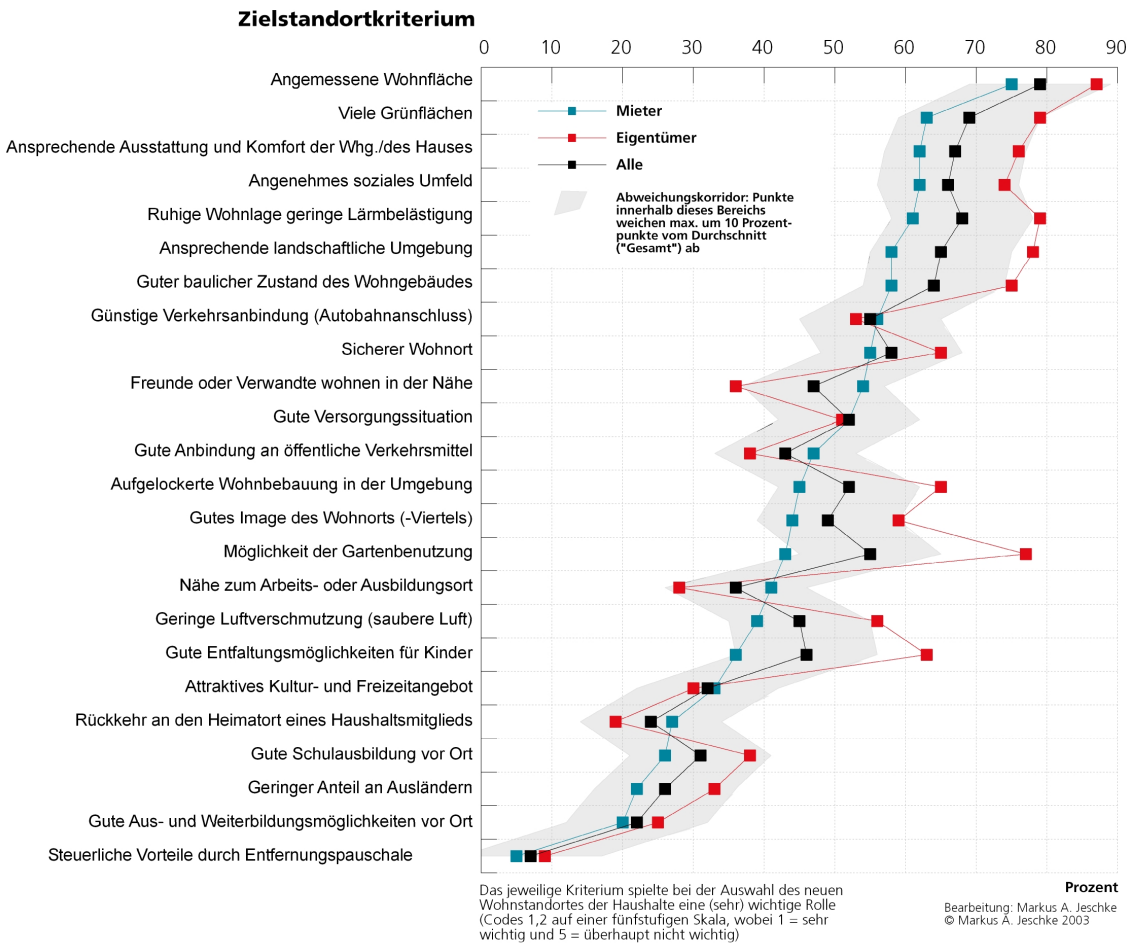 Zielstandortkriterium
0 10 20 30 40 50 60 70 80 90
Angemessene Wohnfläche
Viele Grünflächen
Ansprechende Ausstattung und Komfort der Whg./des Hauses
Angenehmes soziales Umfeld
Ruhige Wohnlage geringe Lärmbelästigung
Ansprechende landschaftliche Umgebung
Guter baulicher Zustand des Wohngebäudes
Günstige Verkehrsanbindung (Autobahnanschluss)
Sicherer Wohnort
Freunde oder Verwandte wohnen in der Nähe
Gute Versorgungssituation
Gute Anbindung an öffentliche Verkehrsmittel
Aufgelockerte Wohnbebauung in der Umgebung
Gutes Image des Wohnorts (-Viertels)
Möglichkeit der Gartenbenutzung
Nähe zum Arbeits- oder Ausbildungsort
Geringe Luftverschmutzung (saubere Luft)
Gute Entfaltungsmöglichkeiten für Kinder
Attraktives Kultur- und Freizeitangebot
Rückkehr an den Heimatort eines Haushaltsmitglieds
Gute Schulausbildung vor Ort
Geringer Anteil an Ausländern
Gute Aus- und Weiterbildungsmöglichkeiten vor Ort
Steuerliche Vorteile durch Entfernungspauschale
Mieter
Eigentümer
Alle
Abweichungskorridor: Punkte
innerhalb dieses Bereichs
weichen max. um 10 Prozent-
punkte vom Durchschnitt
("Gesamt") ab
Das jeweilige Kriterium spielte bei der Auswahl des neuen
Wohnstandortes der Haushalte eine (sehr) wichtige Rolle
(Codes 1,2 auf einer fünfstufigen Skala, wobei 1 = sehr
wichtig und 5 = überhaupt nicht wichtig)
Prozent
Bearbeitung: Markus A. Jeschke
© Markus A. Jeschke 2003